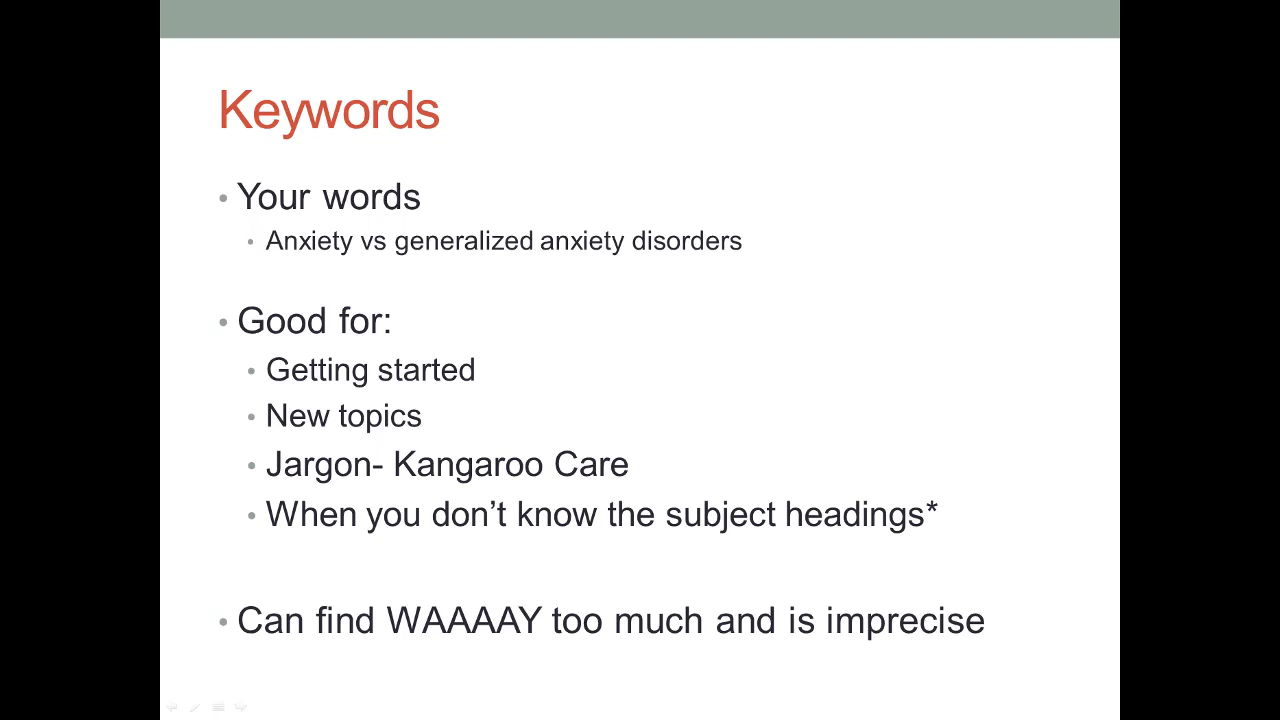 Keywords
• Your words
• Anxiety vs generalized anxiety disorders
• Good for:
• Getting started
• New topics
• Jargon- Kangaroo Care
• When you don’t know the subject headings*
• Can find WAAAAY too much and is imprecise